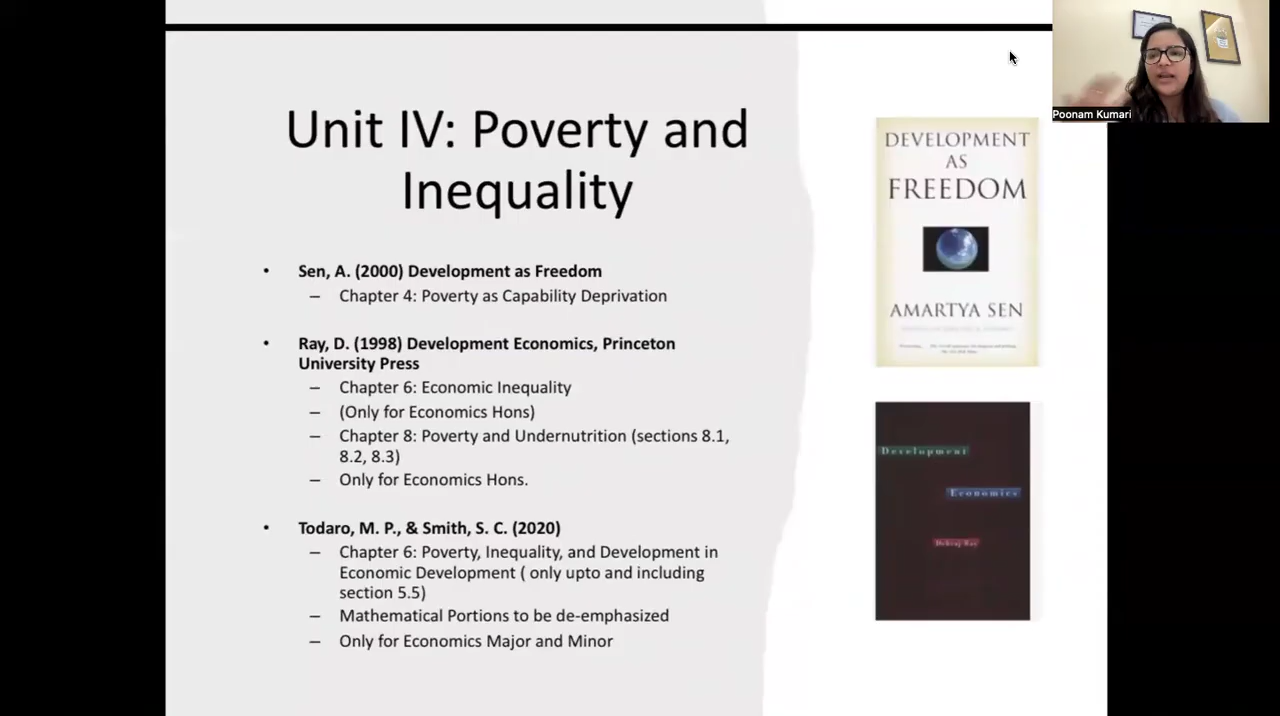 Unit IV: Poverty and
Inequality
• Sen, A. (2000) Development as Freedom
– Chapter 4: Poverty as Capability Deprivation
• Ray, D. (1998) Development Economics, Princeton
University Press
– Chapter 6: Economic Inequality
– (Only for Economics Hons)
– Chapter 8: Poverty and Undernutrition (sections 8.1,
8.2, 8.3)
– Only for Economics Hons.
• Todaro, M. P., & Smith, S. C. (2020)
– Chapter 6: Poverty, Inequality, and Development in
Economic Development ( only upto and including
section 5.5)
– Mathematical Portions to be de-emphasized
– Only for Economics Major and Minor
Poonam Kumari
DEVELOPMENT
AS
FREEDOM
AMARTYA SEN
Development
Economics
Debraj Ray